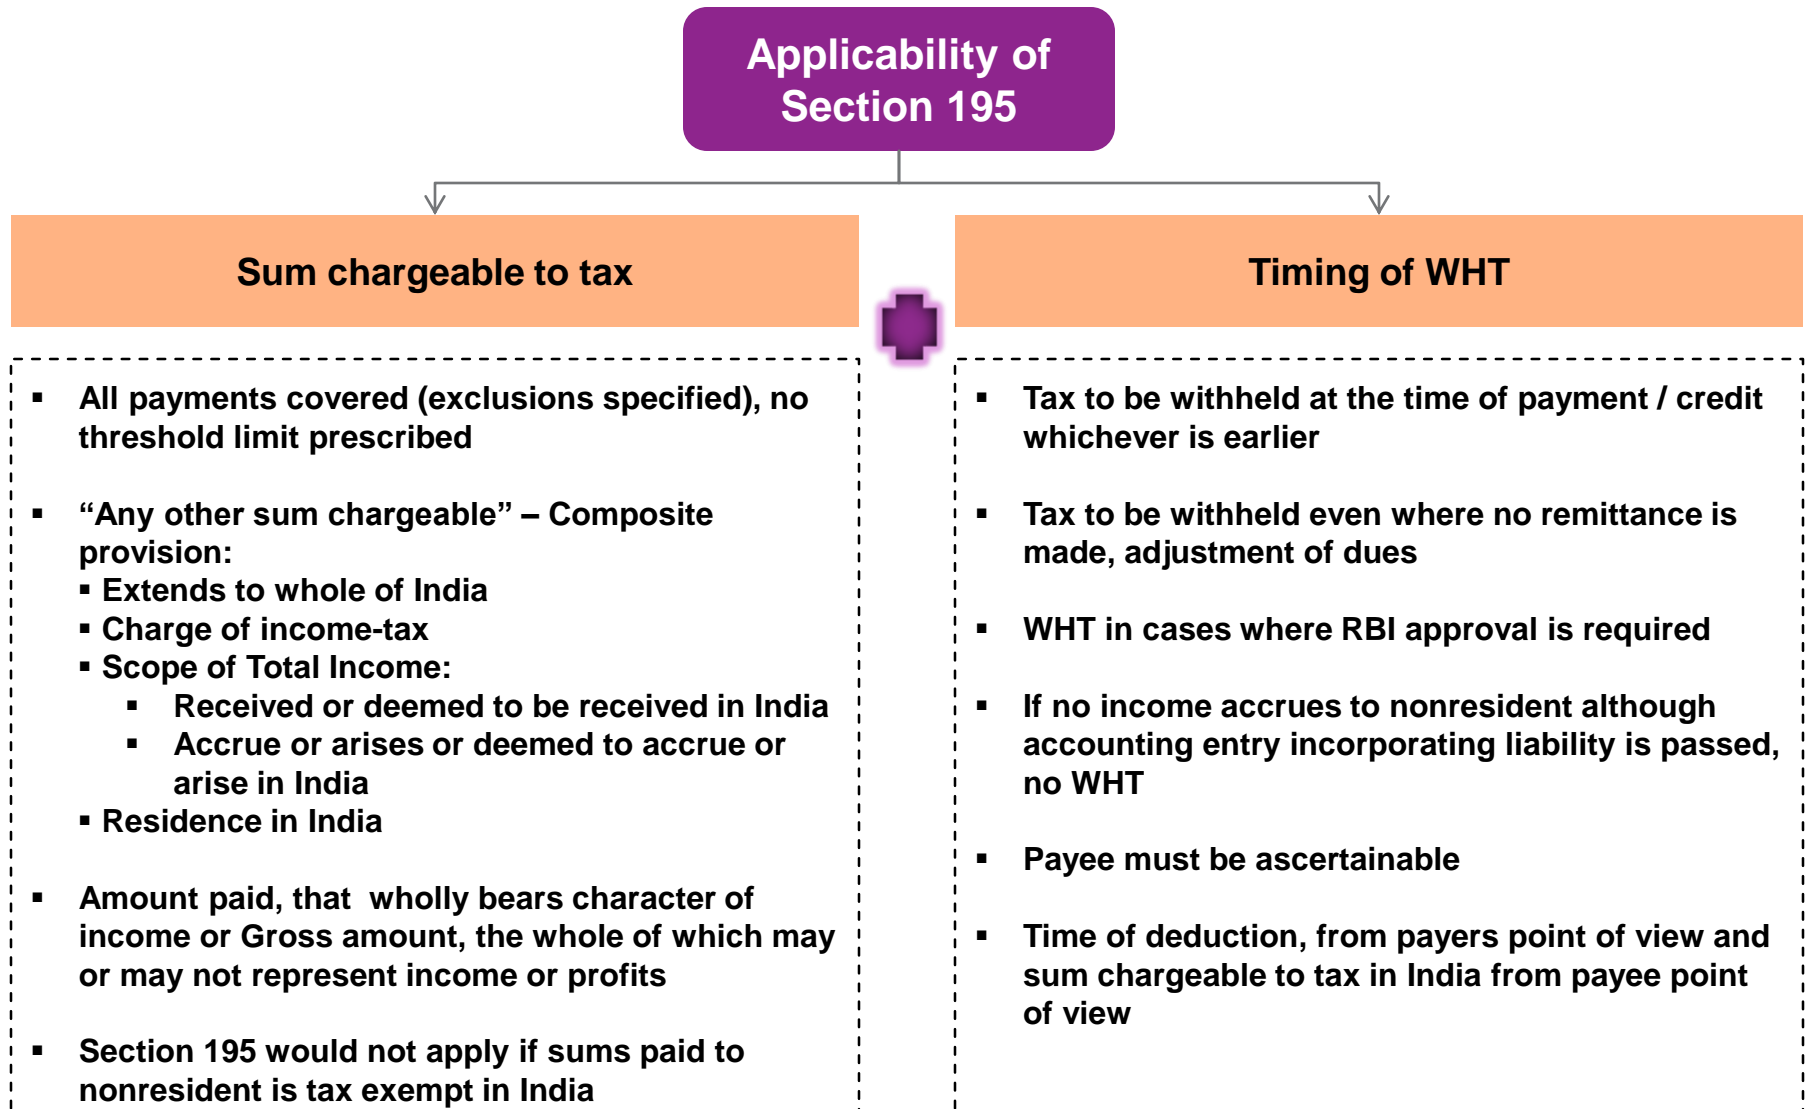 Applicability of
Section 195
Sum chargeable to tax
▪ All payments covered (exclusions specified), no
threshold limit prescribed
▪ “Any other sum chargeable” – Composite
provision:
▪ Extends to whole of India
▪ Charge of income-tax
▪ Scope of Total Income:
▪ Received or deemed to be received in India
▪ Accrue or arises or deemed to accrue or
arise in India
▪ Residence in India
▪ Amount paid, that wholly bears character of
income or Gross amount, the whole of which may
or may not represent income or profits
▪ Section 195 would not apply if sums paid to
nonresident is tax exempt in India
Timing of WHT
▪ Tax to be withheld at the time of payment / credit
whichever is earlier
▪ Tax to be withheld even where no remittance is
made, adjustment of dues
▪ WHT in cases where RBI approval is required
▪ If no income accrues to nonresident although
accounting entry incorporating liability is passed,
no WHT
▪ Payee must be ascertainable
▪ Time of deduction, from payers point of view and
sum chargeable to tax in India from payee point
of view